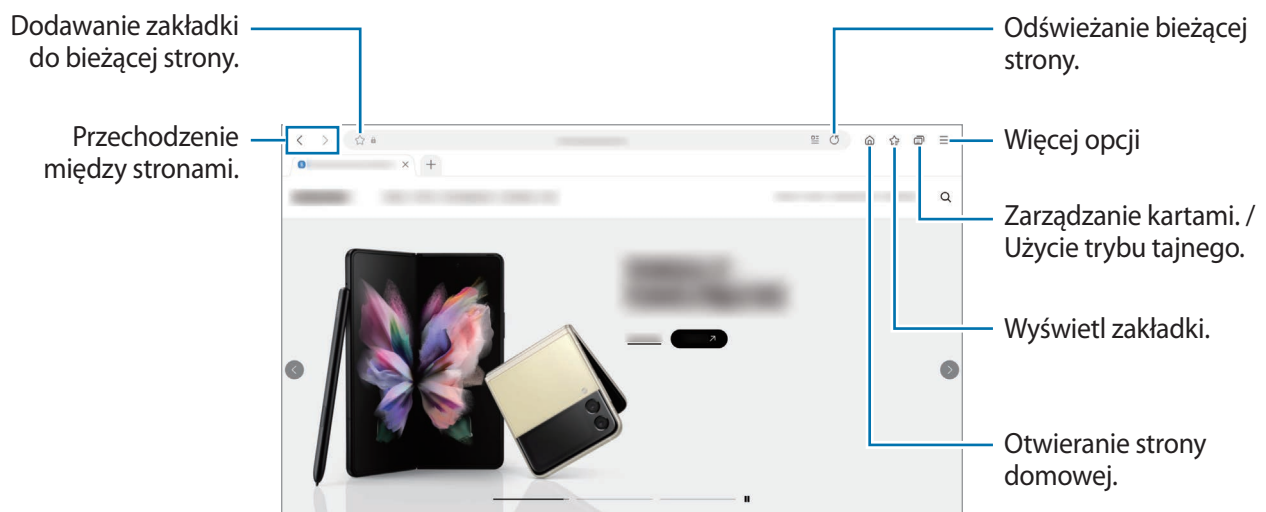 Dodawanie zakładki
do bieżącej strony.
Przechodzenie
między stronami.
Odświeżanie bieżącej
strony.
Więcej opcji
Zarządzanie kartami. /
Użycie trybu tajnego.
Wyświetl zakładki.
Otwieranie strony
domowej.